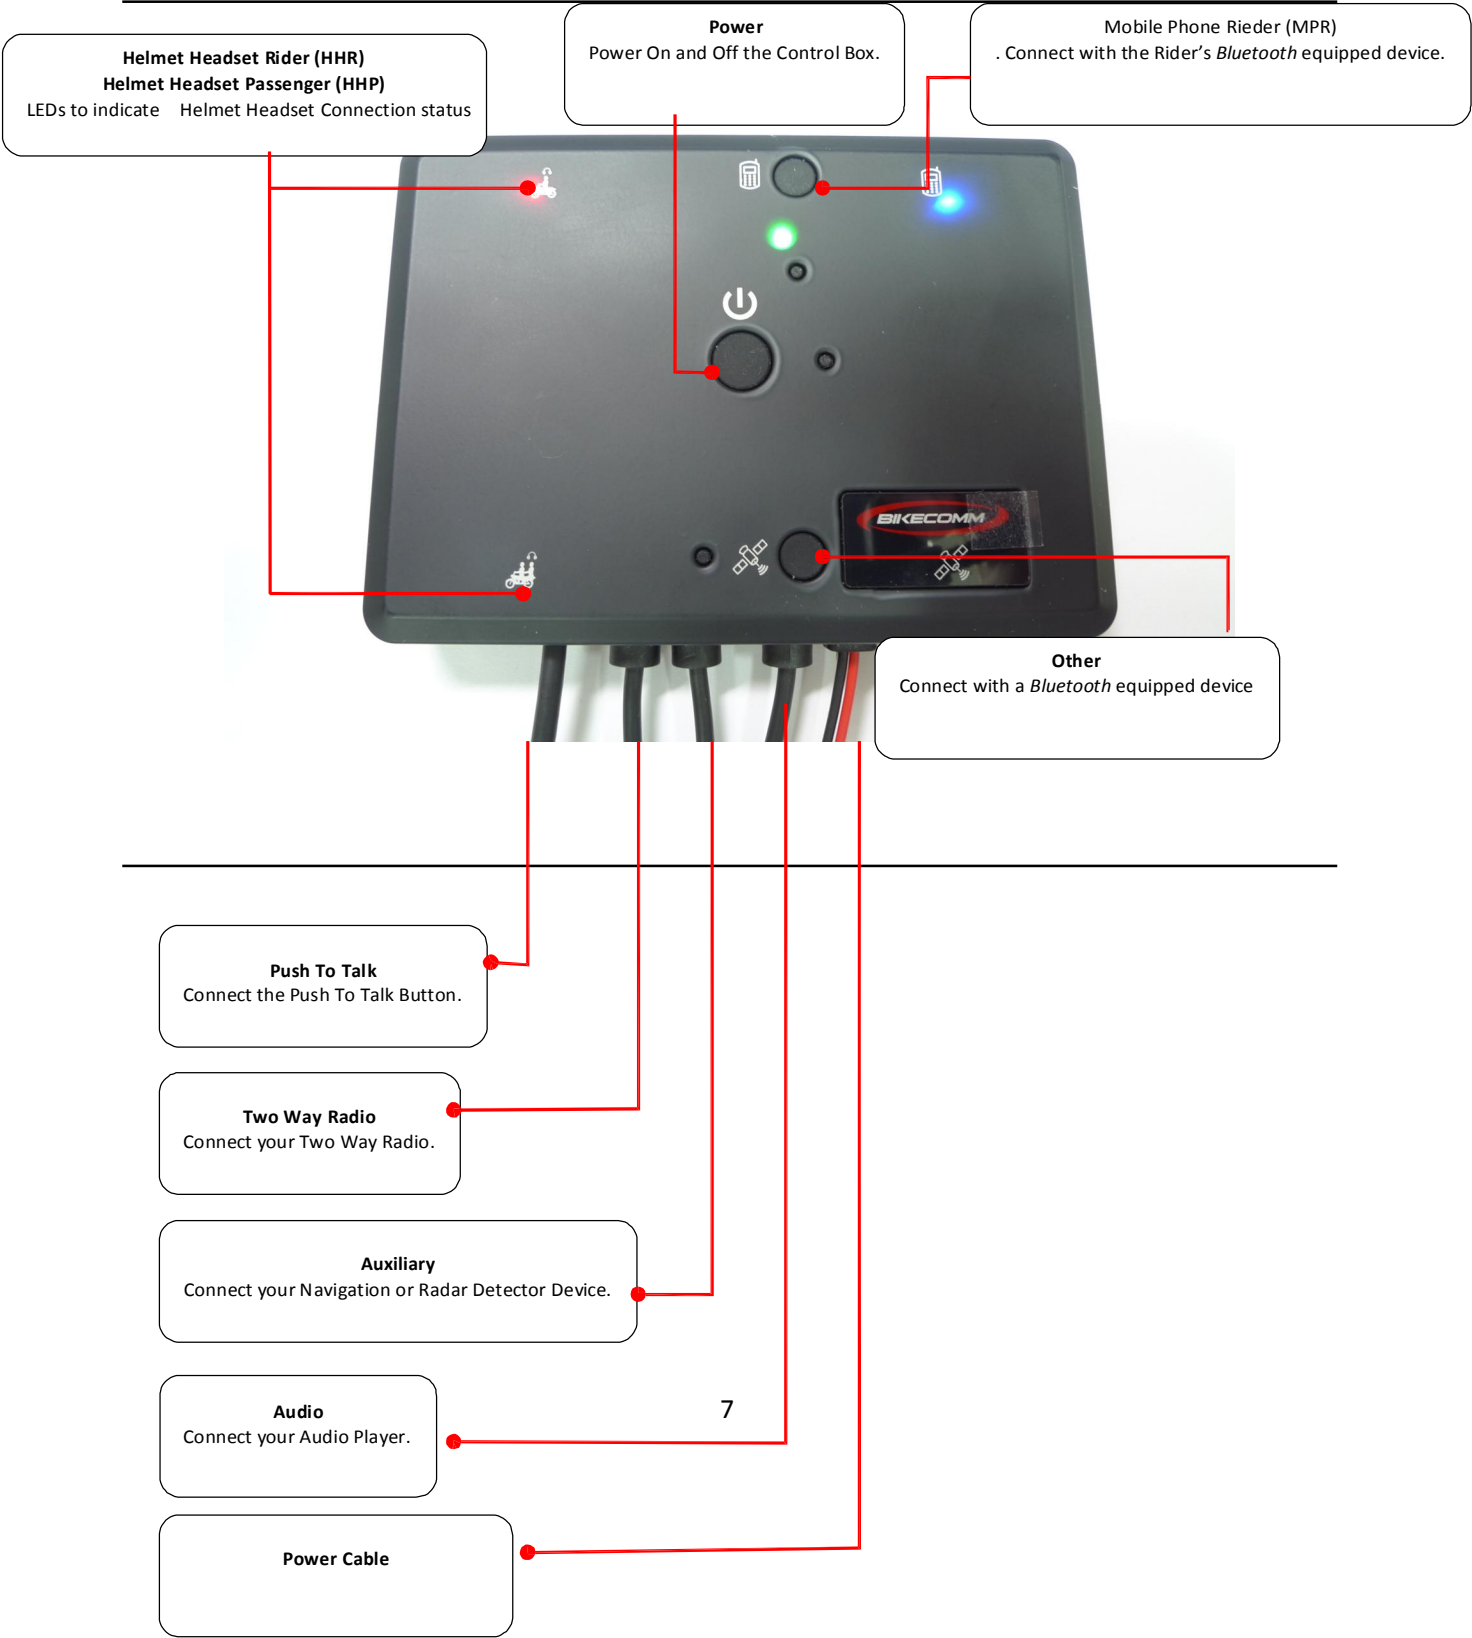 Power
Power On and Off the Control Box.
Mobile Phone Rieder (MPR)
. Connect with the Rider’s Bluetooth equipped device.
Helmet Headset Rider (HHR)
Helmet Headset Passenger (HHP)
LEDs to indicate Helmet Headset Connection status
BIKECOMM
Other
Connect with a Bluetooth equipped device
Push To Talk
Connect the Push To Talk Button.
Two Way Radio
Connect your Two Way Radio.
Auxiliary
Connect your Navigation or Radar Detector Device.
Audio
Connect your Audio Player.
7
Power Cable